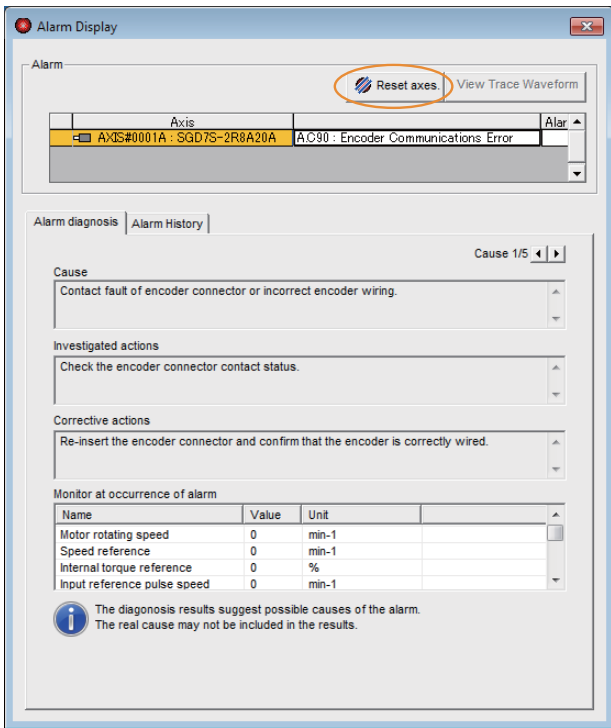 Alarm Display
Alarm
Reset axes.
View Trace Waveform
Axis
Alar
AXIS#0001A : SGD7S-2R8A20A
A.C90 : Encoder Communications Error
Alarm diagnosis
Alarm History
Cause 1/5
Cause
Contact fault of encoder connector or incorrect encoder wiring.
Investigated actions
Check the encoder connector contact status.
Corrective actions
Re-insert the encoder connector and confirm that the encoder is correctly wired.
Monitor at occurrence of alarm
Name Value Unit
Motor rotating speed 0 min-1
Speed reference 0 min-1
Internal torque reference 0 %
Input reference pulse speed 0 min-1
The diagonosis results suggest possible causes of the alarm.
The real cause may not be included in the results.